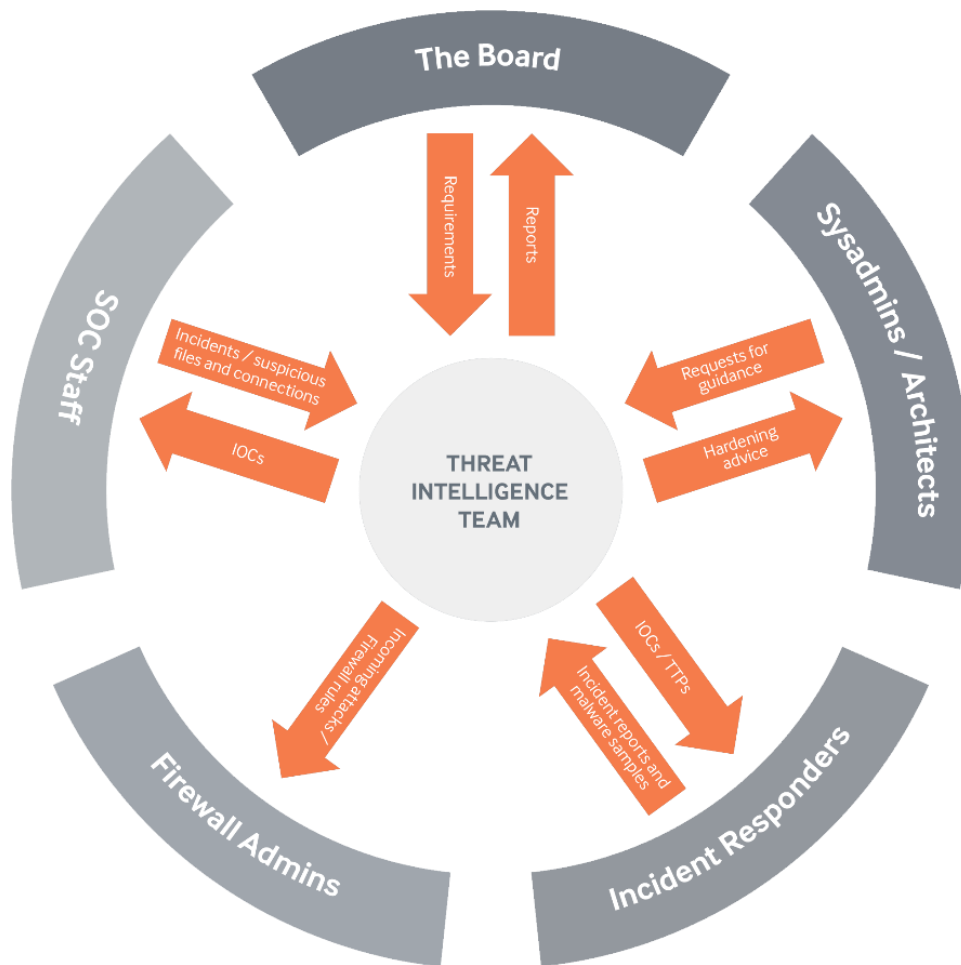 The Board
Requirements
Reports
Sysadmins / Architects
Requests for
guidance
Hardening
advice
SOC Staff
Incidents / suspicious
files and connections
IOCs
THREAT
INTELLIGENCE
TEAM
IOCs / TTPs
Incident reports and
malware samples
Incident Responders
Incoming attacks /
Firewall rules
Firewall Admins